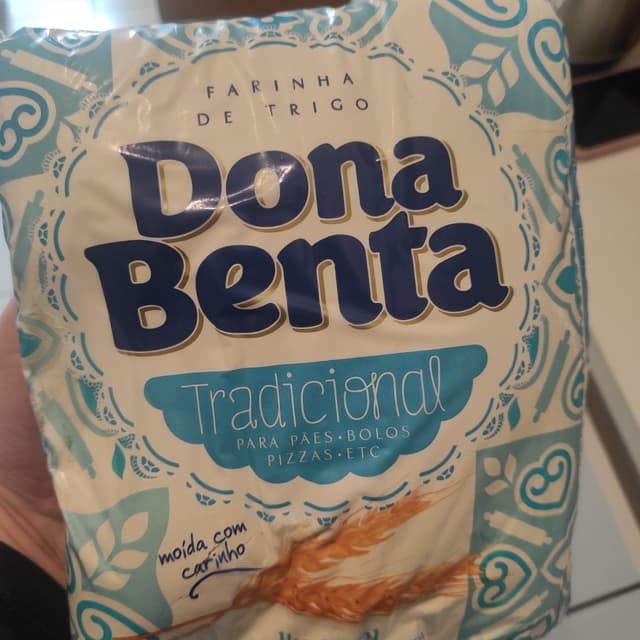 FARINHA
DE TRIGO
Dona
Benta
Tradicional
PARA PÃES • BOLOS
PIZZAS • ETC
moída com
carinho